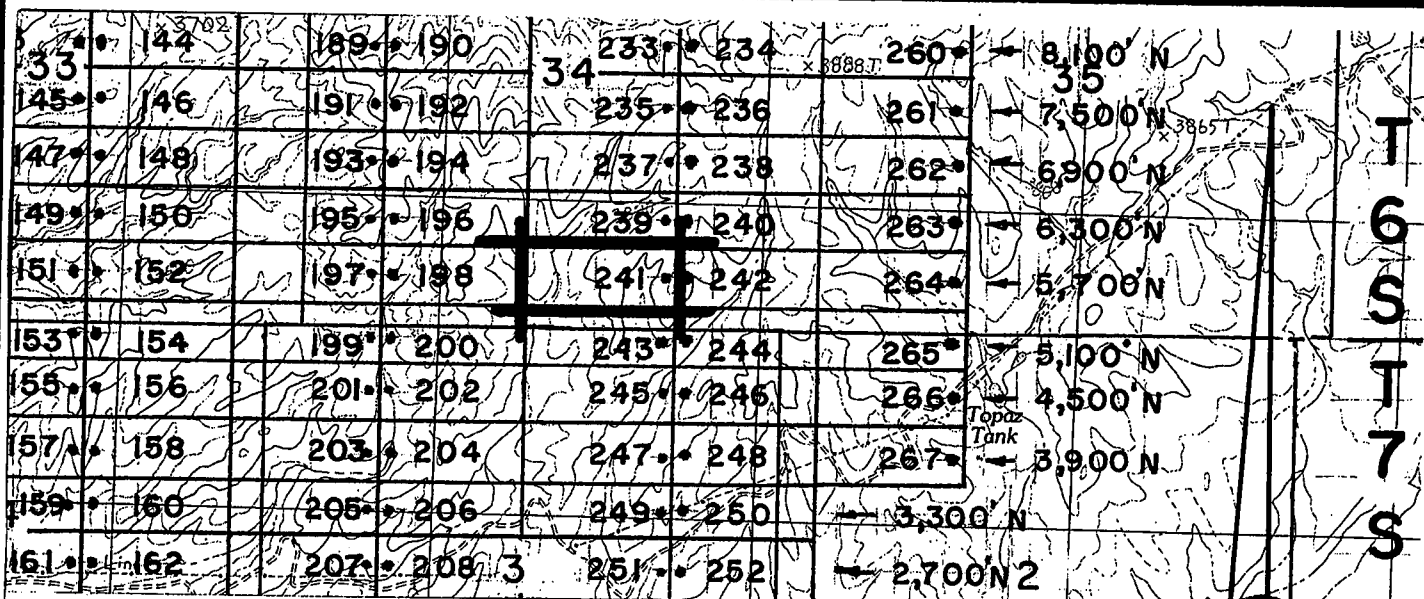 3702
144 189 190 233 234 260 8,100' N
33 34 3888T 35
145 146 191 192 235 236 261 7,500' N
3865T
147 148 193 194 237 238 262 6,900' N
T
149 150 195 196 239 240 263 6,300' N
6
151 152 197 198 241 242 264 5,700' N
S
153 154 199 200 243 244 265 5,100' N
155 156 201 202 245 246 266 4,500' N
T
Topaz
Tank
157 158 203 204 247 248 267 3,900' N
7
159 160 205 206 249 250 3,300' N
S
161 162 207 208 3 251 252 2,700' N 2